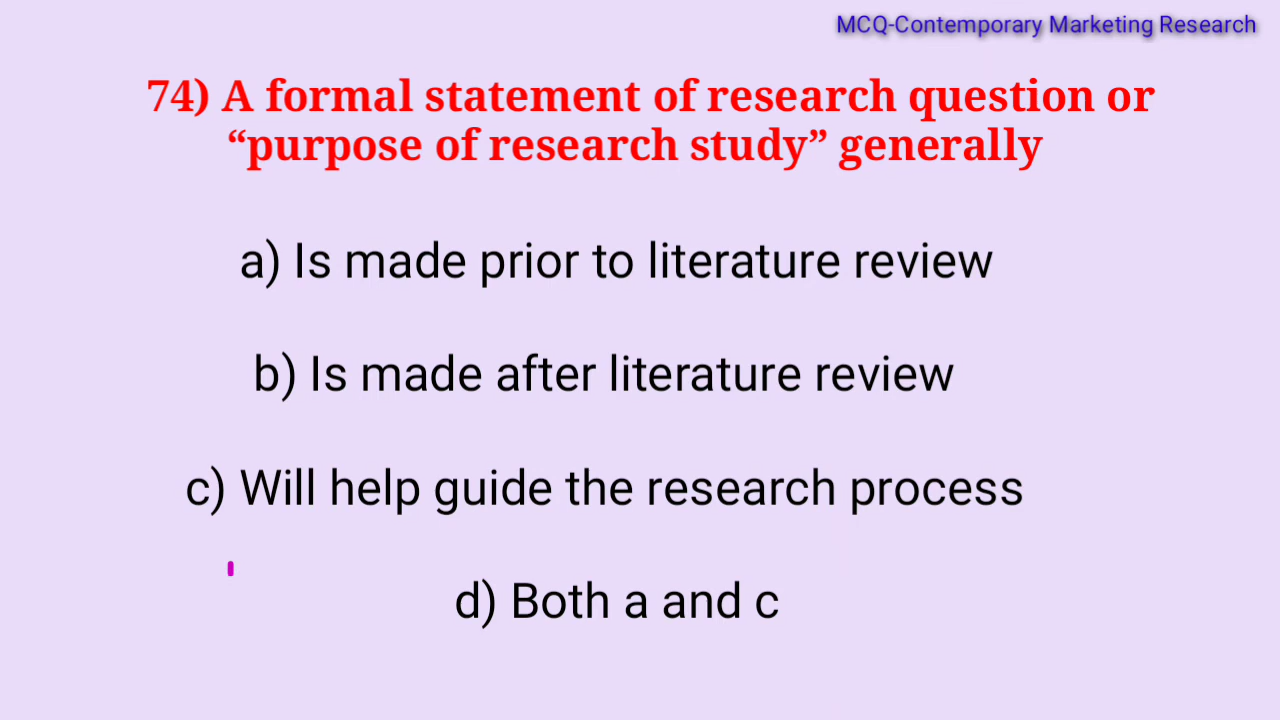 MCQ-Contemporary Marketing Research
74) A formal statement of research question or
“purpose of research study” generally
a) Is made prior to literature review
b) Is made after literature review
c) Will help guide the research process
d) Both a and c